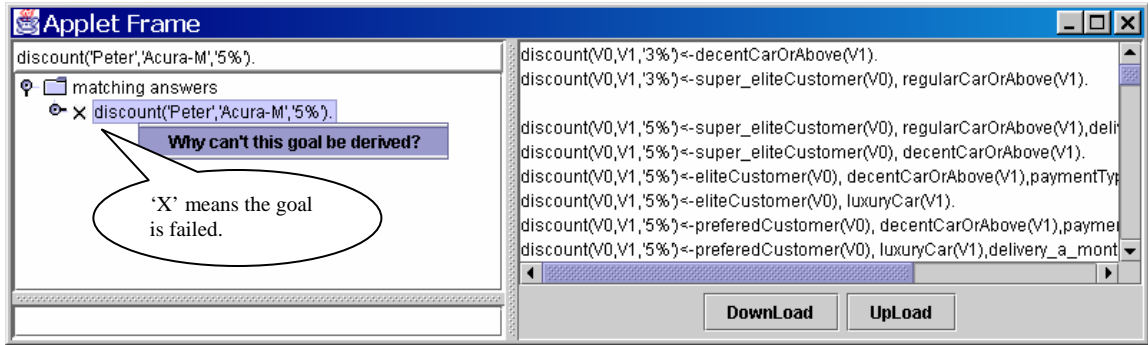 Applet Frame
discount('Peter','Acura-M','5%').
matching answers
discount('Peter','Acura-M','5%').
Why can't this goal be derived?
'X' means the goal
is failed.
discount(V0,V1,'3%')<-decentCarOrAbove(V1).
discount(V0,V1,'3%')<-super_eliteCustomer(V0), regularCarOrAbove(V1).
discount(V0,V1,'5%')<-super_eliteCustomer(V0), regularCarOrAbove(V1),deli
discount(V0,V1,'5%')<-super_eliteCustomer(V0), decentCarOrAbove(V1).
discount(V0,V1,'5%')<-eliteCustomer(V0), decentCarOrAbove(V1),paymentTyp
discount(V0,V1,'5%')<-eliteCustomer(V0), luxuryCar(V1).
discount(V0,V1,'5%')<-preferedCustomer(V0), decentCarOrAbove(V1),paymen
discount(V0,V1,'5%')<-preferedCustomer(V0), luxuryCar(V1),delivery_a_mont
DownLoad
UpLoad